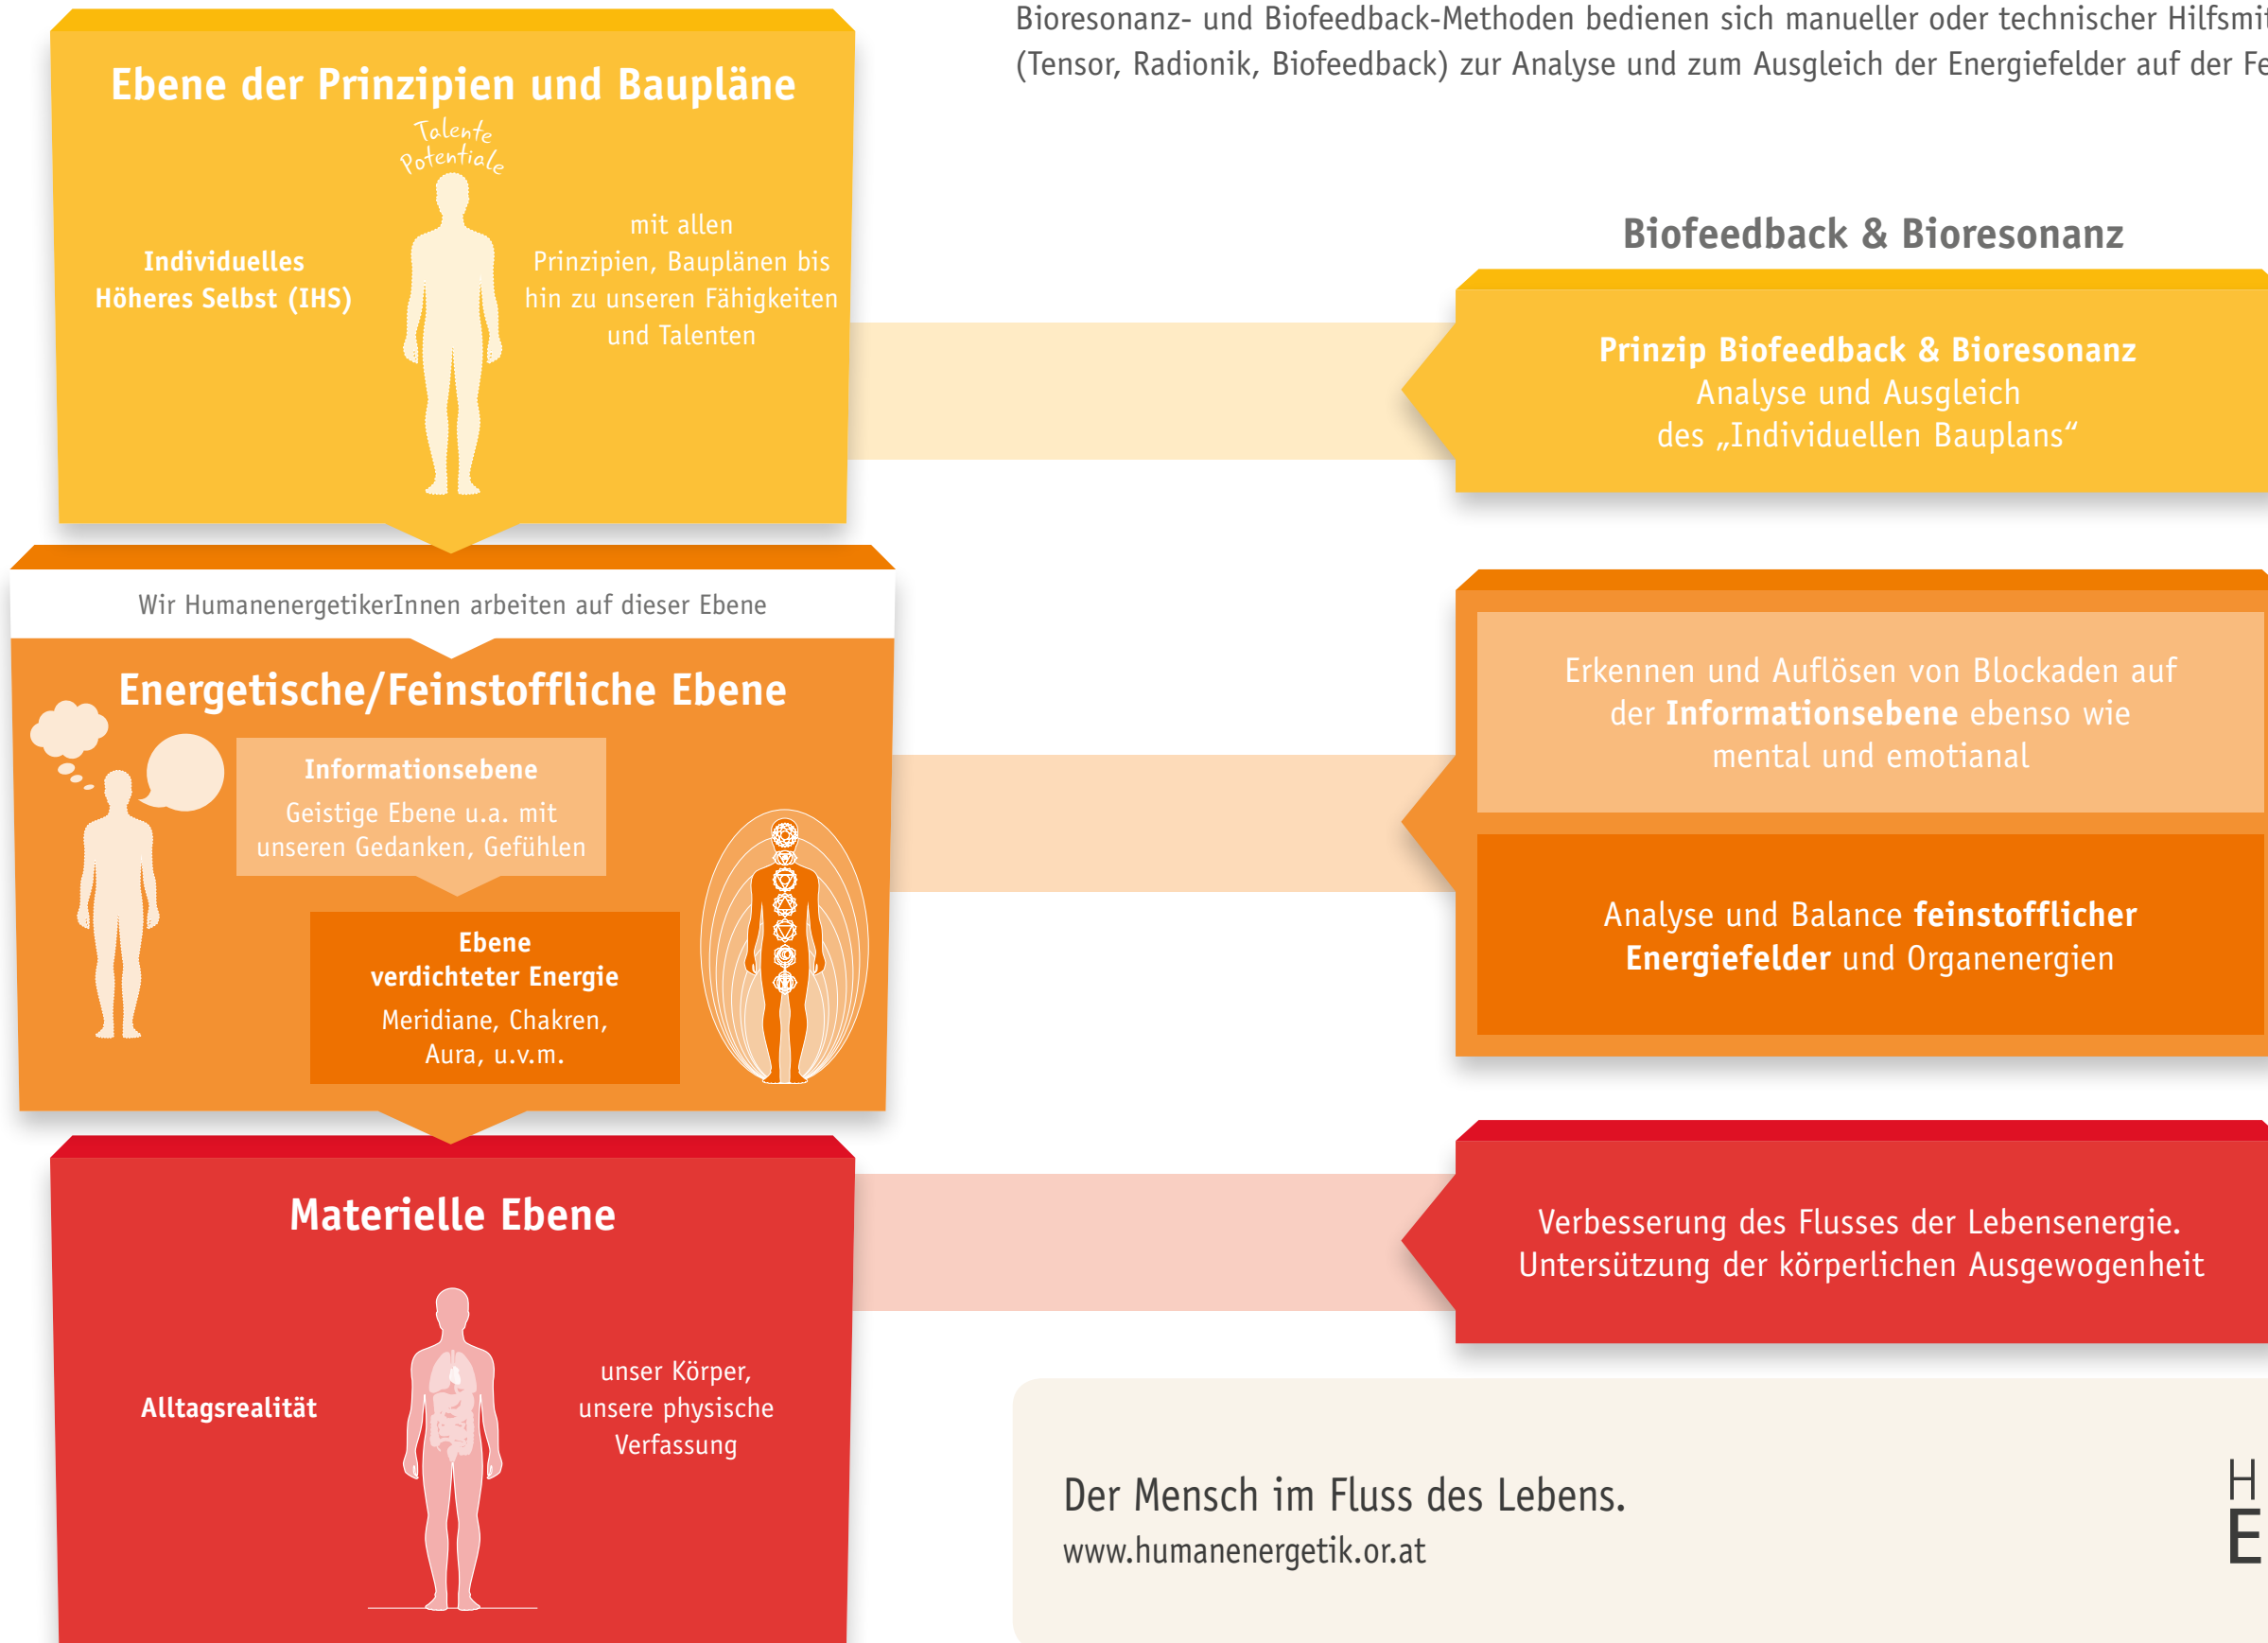 Bioresonanz- und Biofeedback-Methoden bedienen sich manueller oder technischer
(Tensor, Radionik, Biofeedback) zur Analyse und zum Ausgleich der Energiefelder auf der
Ebene der Prinzipien und Baupläne
Talente
Potentiale
Individuelles
Höheres Selbst (IHS)
mit allen
Prinzipien, Bauplänen bis
hin zu unseren Fähigkeiten
und Talenten
Wir HumanenergetikerInnen arbeiten auf dieser Ebene
Energetische/Feinstoffliche Ebene
Informationsebene
Geistige Ebene u.a. mit
unseren Gedanken, Gefühlen
Ebene
verdichteter Energie
Meridiane, Chakren,
Aura, u.v.m.
Materielle Ebene
Alltagsrealität
unser Körper,
unsere physische
Verfassung
Biofeedback & Bioresonanz
Prinzip Biofeedback & Bioresonanz
Analyse und Ausgleich
des „Individuellen Bauplans“
Erkennen und Auflösen von Blockaden auf
der Informationsebene ebenso wie
mental und emotianal
Analyse und Balance feinstofflicher
Energiefelder und Organenergien
Verbesserung des Flusses der Lebensenergie.
Untersützung der körperlichen Ausgewogenheit
Der Mensch im Fluss des Lebens.
www.humanenergetik.or.at
H
E